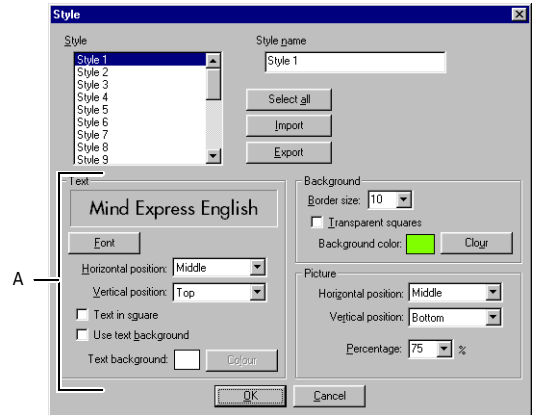 Style
Style
Style name
Style 1
Style 2
Style 3
Style 4
Style 5
Style 6
Style 7
Style 8
Style 9
Style 1
Select all
Import
Export
A
Text
Mind Express English
Font
Horizontal position: Middle
Vertical position: Top
Text in square
Use text background
Text background: Colour
Background
Border size: 10
Transparent squares
Background color: Clour
Picture
Horizontal position: Middle
Vertical position: Bottom
Percentage: 75 %
OK
Cancel